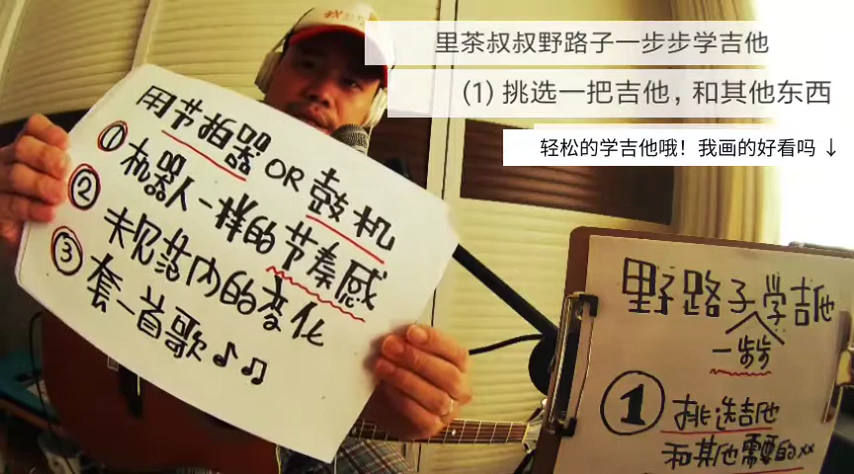 里茶叔叔野路子一步步学吉他
(1) 挑选一把吉他，和其他东西
轻松的学吉他哦！我画的好看吗 ↓
用节拍器 OR 鼓机
① 机器人一样的节奏感
② 规范内的变化
③ 套一首歌♪♫
野路子学吉他
一步步
① 挑选吉他
和其他需要的xx